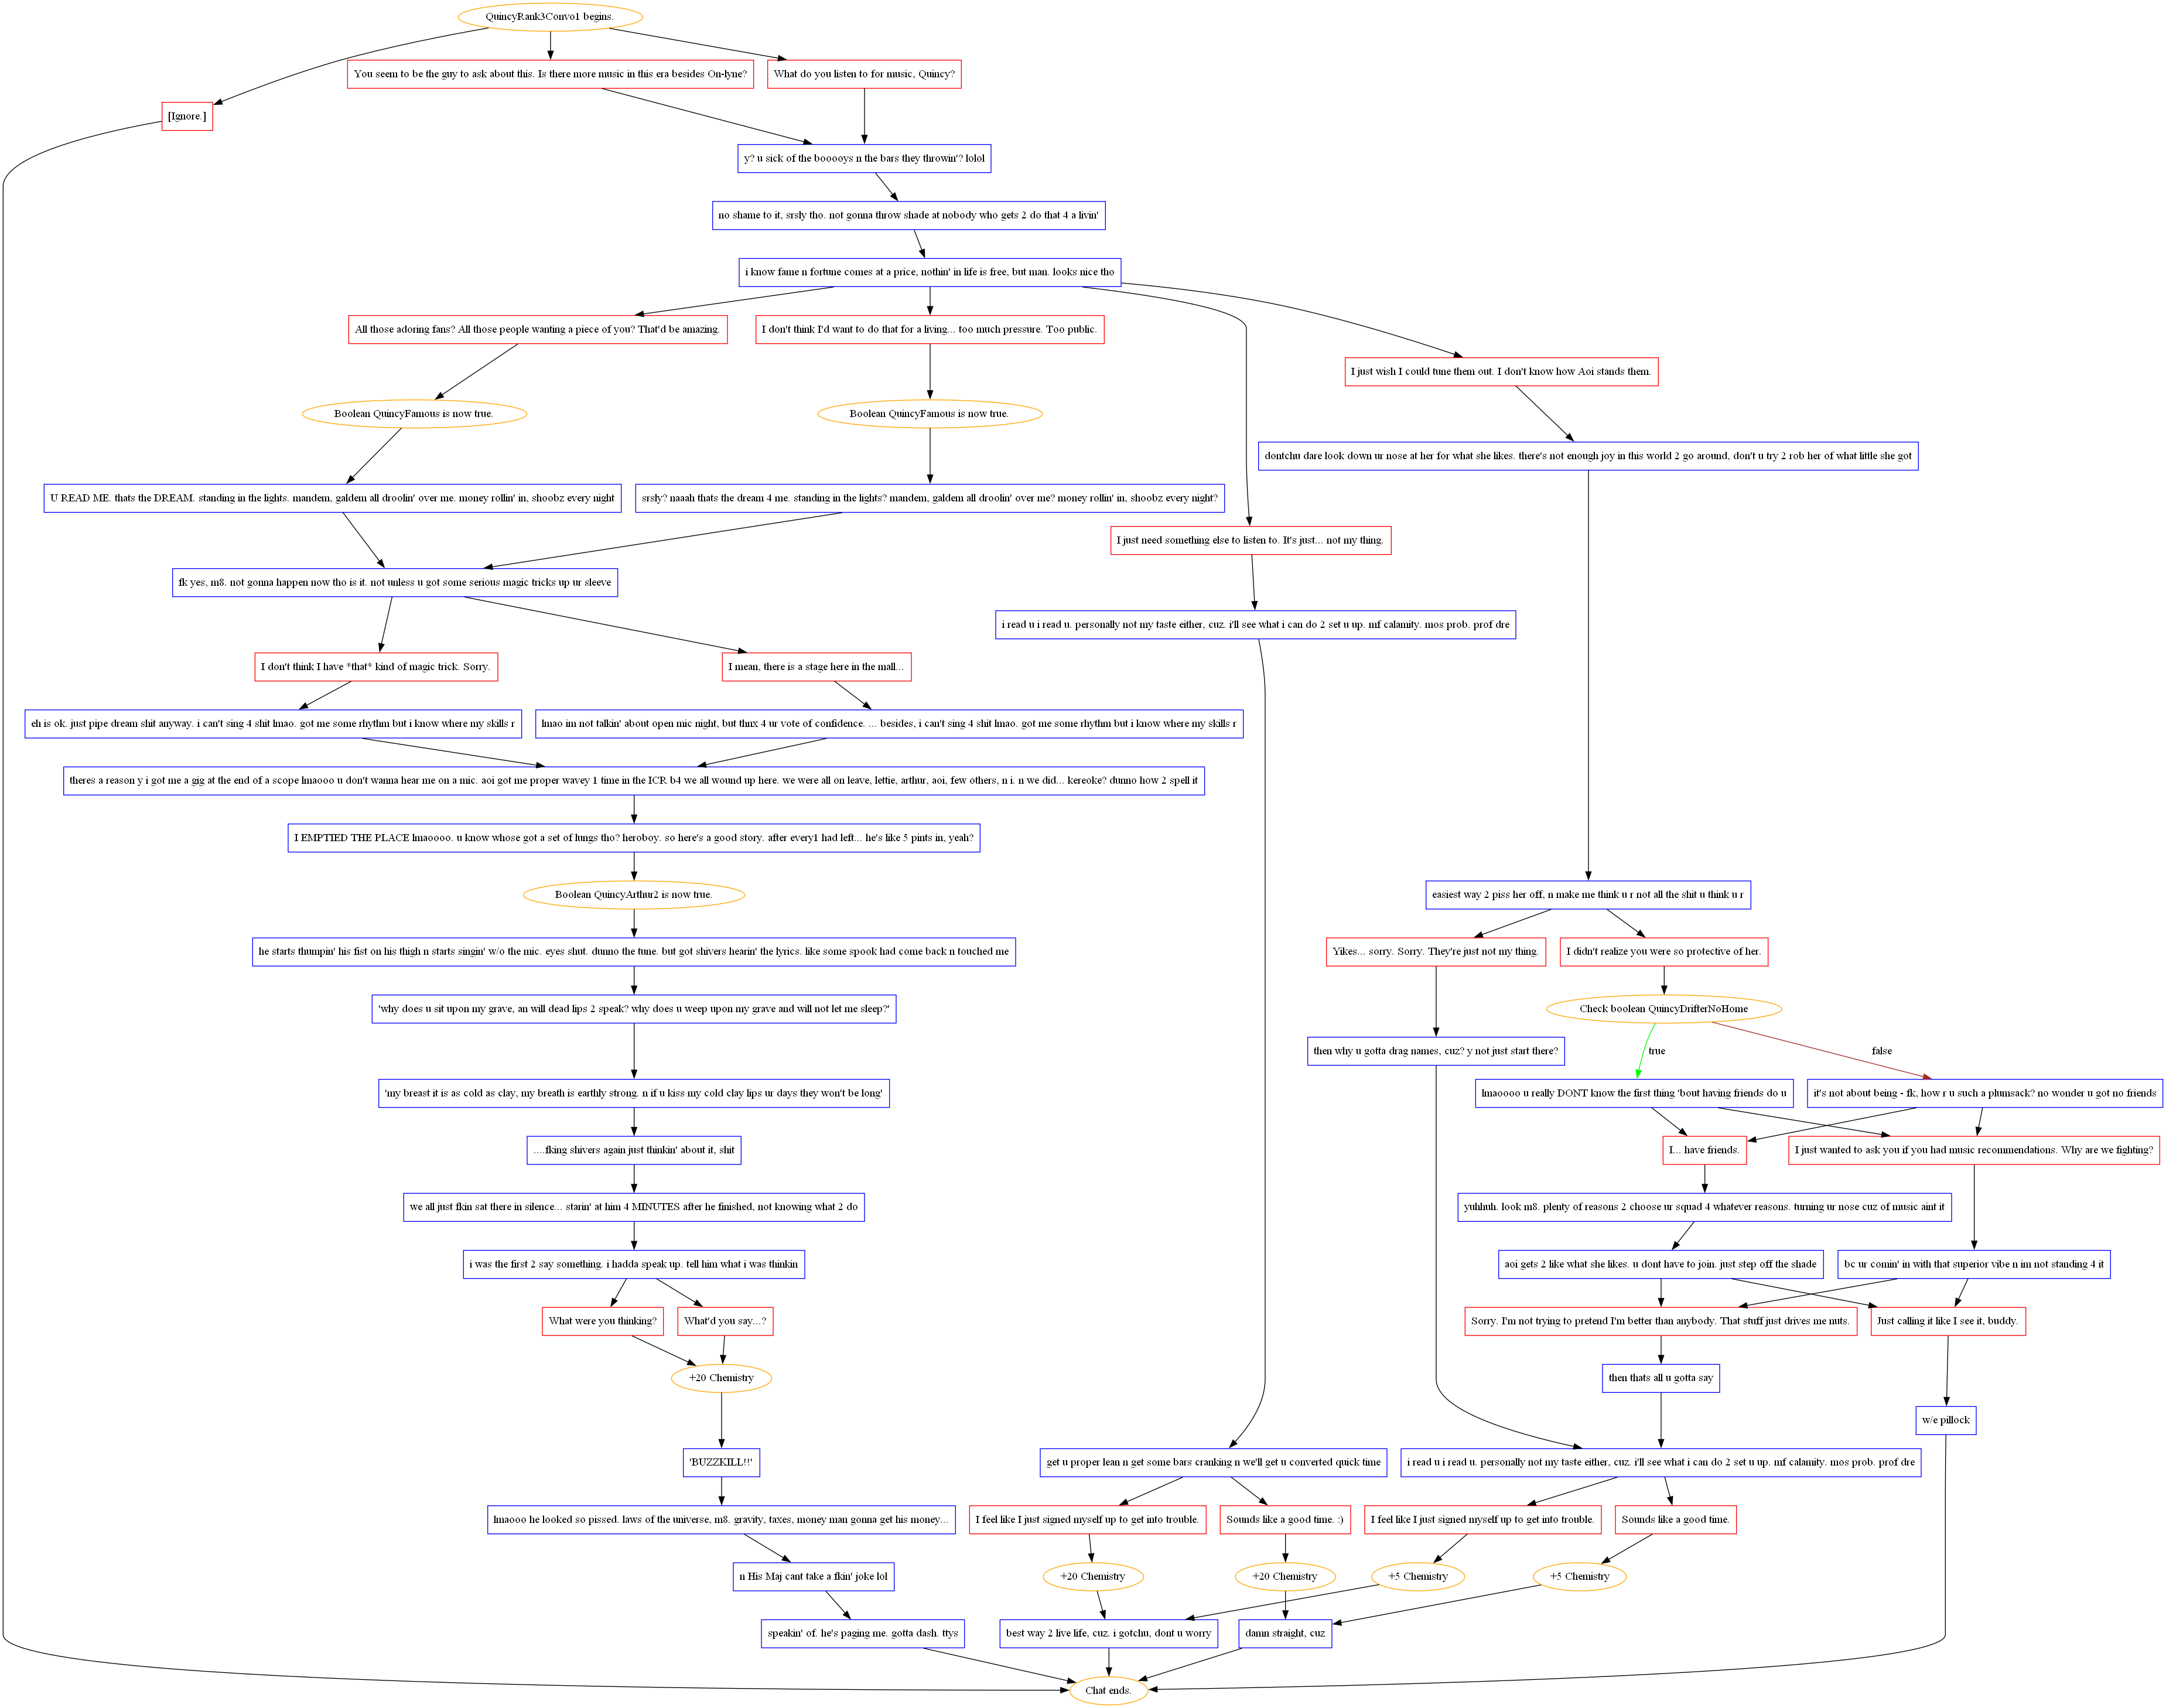 QuincyRank3Convo1 begins.
You seem to be the guy to ask about this. Is there more music in this era besides On-lyne?
What do you listen to for music, Quincy?
[Ignore.]
y? u sick of the booooys n the bars they throwin'? lolol
no shame to it, srsly tho. not gonna throw shade at nobody who gets 2 do that 4 a livin'
i know fame n fortune comes at a price, nothin' in life is free, but man. looks nice tho
All those adoring fans? All those people wanting a piece of you? That'd be amazing.
I don't think I'd want to do that for a living... too much pressure. Too public.
I just wish I could tune them out. I don't know how Aoi stands them.
Boolean QuincyFamous is now true.
Boolean QuincyFamous is now true.
dontchu dare look down ur nose at her for what she likes. there's not enough joy in this world 2 go around, don't u try 2 rob her of what little she got
U READ ME. thats the DREAM. standing in the lights. mandem, galdem all droolin' over me. money rollin' in, shoobz every night
srsly? naaah thats the dream 4 me. standing in the lights? mandem, galdem all droolin' over me? money rollin' in, shoobz every night?
I just need something else to listen to. It's just... not my thing.
fk yes, m8. not gonna happen now tho is it. not unless u got some serious magic tricks up ur sleeve
i read u i read u. personally not my taste either, cuz. i'll see what i can do 2 set u up. mf calamity. mos prob. prof dre
I don't think I have *that* kind of magic trick. Sorry.
I mean, there is a stage here in the mall...
eh is ok. just pipe dream shit anyway. i can't sing 4 shit lmao. got me some rhythm but i know where my skills r
lmao im not talkin' about open mic night, but thnx 4 ur vote of confidence. ... besides, i can't sing 4 shit lmao. got me some rhythm but i know where my skills r
theres a reason y i got me a gig at the end of a scope lmaooo u don't wanna hear me on a mic. aoi got me proper wavey 1 time in the ICR b4 we all wound up here. we were all on leave, lettie, arthur, aoi, few others, n i. n we did... kereoke? dunno how 2 spell it
I EMPTIED THE PLACE lmaoooo. u know whose got a set of lungs tho? heroboy. so here's a good story. after every1 had left... he's like 5 pints in, yeah?
Boolean QuincyArthur2 is now true.
easiest way 2 piss her off, n make me think u r not all the shit u think u r
he starts thumpin' his fist on his thigh n starts singin' w/o the mic. eyes shut. dunno the tune. but got shivers hearin' the lyrics. like some spook had come back n touched me
Yikes... sorry. Sorry. They're just not my thing.
I didn't realize you were so protective of her.
'why does u sit upon my grave, an will dead lips 2 speak? why does u weep upon my grave and will not let me sleep?'
Check boolean QuincyDrifterNoHome
then why u gotta drag names, cuz? y not just start there?
true
false
'my breast it is as cold as clay, my breath is earthly strong. n if u kiss my cold clay lips ur days they won't be long'
lmaoooo u really DONT know the first thing 'bout having friends do u
it's not about being - fk, how r u such a plumsack? no wonder u got no friends
....fking shivers again just thinkin' about it, shit
I... have friends.
I just wanted to ask you if you had music recommendations. Why are we fighting?
we all just fkin sat there in silence... starin' at him 4 MINUTES after he finished, not knowing what 2 do
yuhhuh. look m8. plenty of reasons 2 choose ur squad 4 whatever reasons. turning ur nose cuz of music aint it
i was the first 2 say something. i hadda speak up. tell him what i was thinkin
aoi gets 2 like what she likes. u dont have to join. just step off the shade
bc ur comin' in with that superior vibe n im not standing 4 it
What were you thinking?
What'd you say...?
Sorry. I'm not trying to pretend I'm better than anybody. That stuff just drives me nuts.
Just calling it like I see it, buddy.
+20 Chemistry
then thats all u gotta say
w/e pillock
'BUZZKILL!!'
get u proper lean n get some bars cranking n we'll get u converted quick time
i read u i read u. personally not my taste either, cuz. i'll see what i can do 2 set u up. mf calamity. mos prob. prof dre
lmaooo he looked so pissed. laws of the universe, m8. gravity, taxes, money man gonna get his money...
I feel like I just signed myself up to get into trouble.
Sounds like a good time. :)
I feel like I just signed myself up to get into trouble.
Sounds like a good time.
n His Maj cant take a fkin' joke lol
+20 Chemistry
+20 Chemistry
+5 Chemistry
+5 Chemistry
speakin' of. he's paging me. gotta dash. ttys
best way 2 live life, cuz. i gotchu, dont u worry
damn straight, cuz
Chat ends.